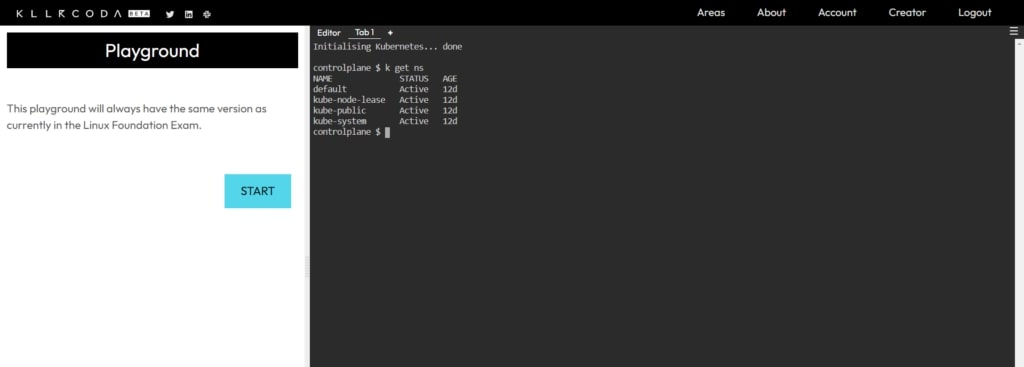 KLLRCODA BETA
Areas About Account Creator Logout
Playground
This playground will always have the same version as
currently in the Linux Foundation Exam.
START
Editor Tab 1 +
Initialising Kubernetes... done
controlplane $ k get ns
NAME STATUS AGE
default Active 12d
kube-node-lease Active 12d
kube-public Active 12d
kube-system Active 12d
controlplane $